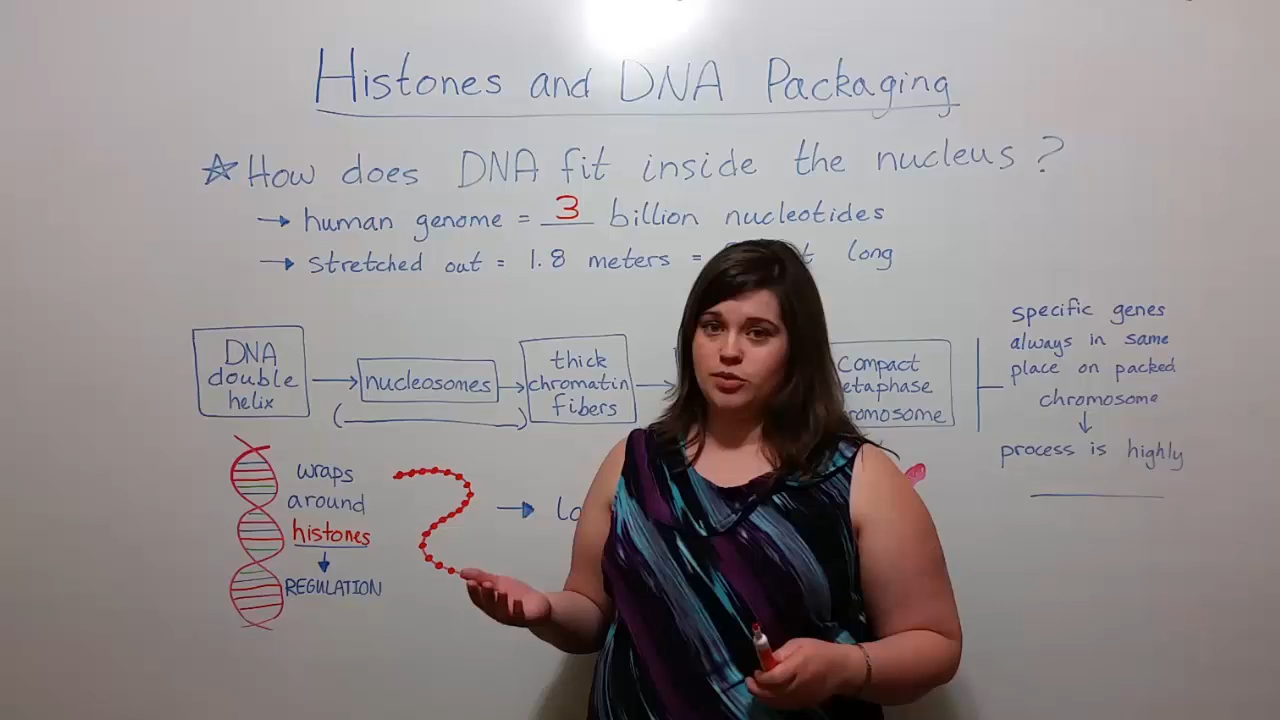 Histones and DNA Packaging
☆ How does DNA fit inside the nucleus?
→ human genome = 3 billion nucleotides
→ stretched out = 1.8 meters = long
DNA
double
helix
→ nucleosomes
→ thick
chromatin
fibers
→
compact
chromosome
specific genes
always in same
place on packed
chromosome
↓
process is highly
wraps
around
histones
↓
REGULATION
→